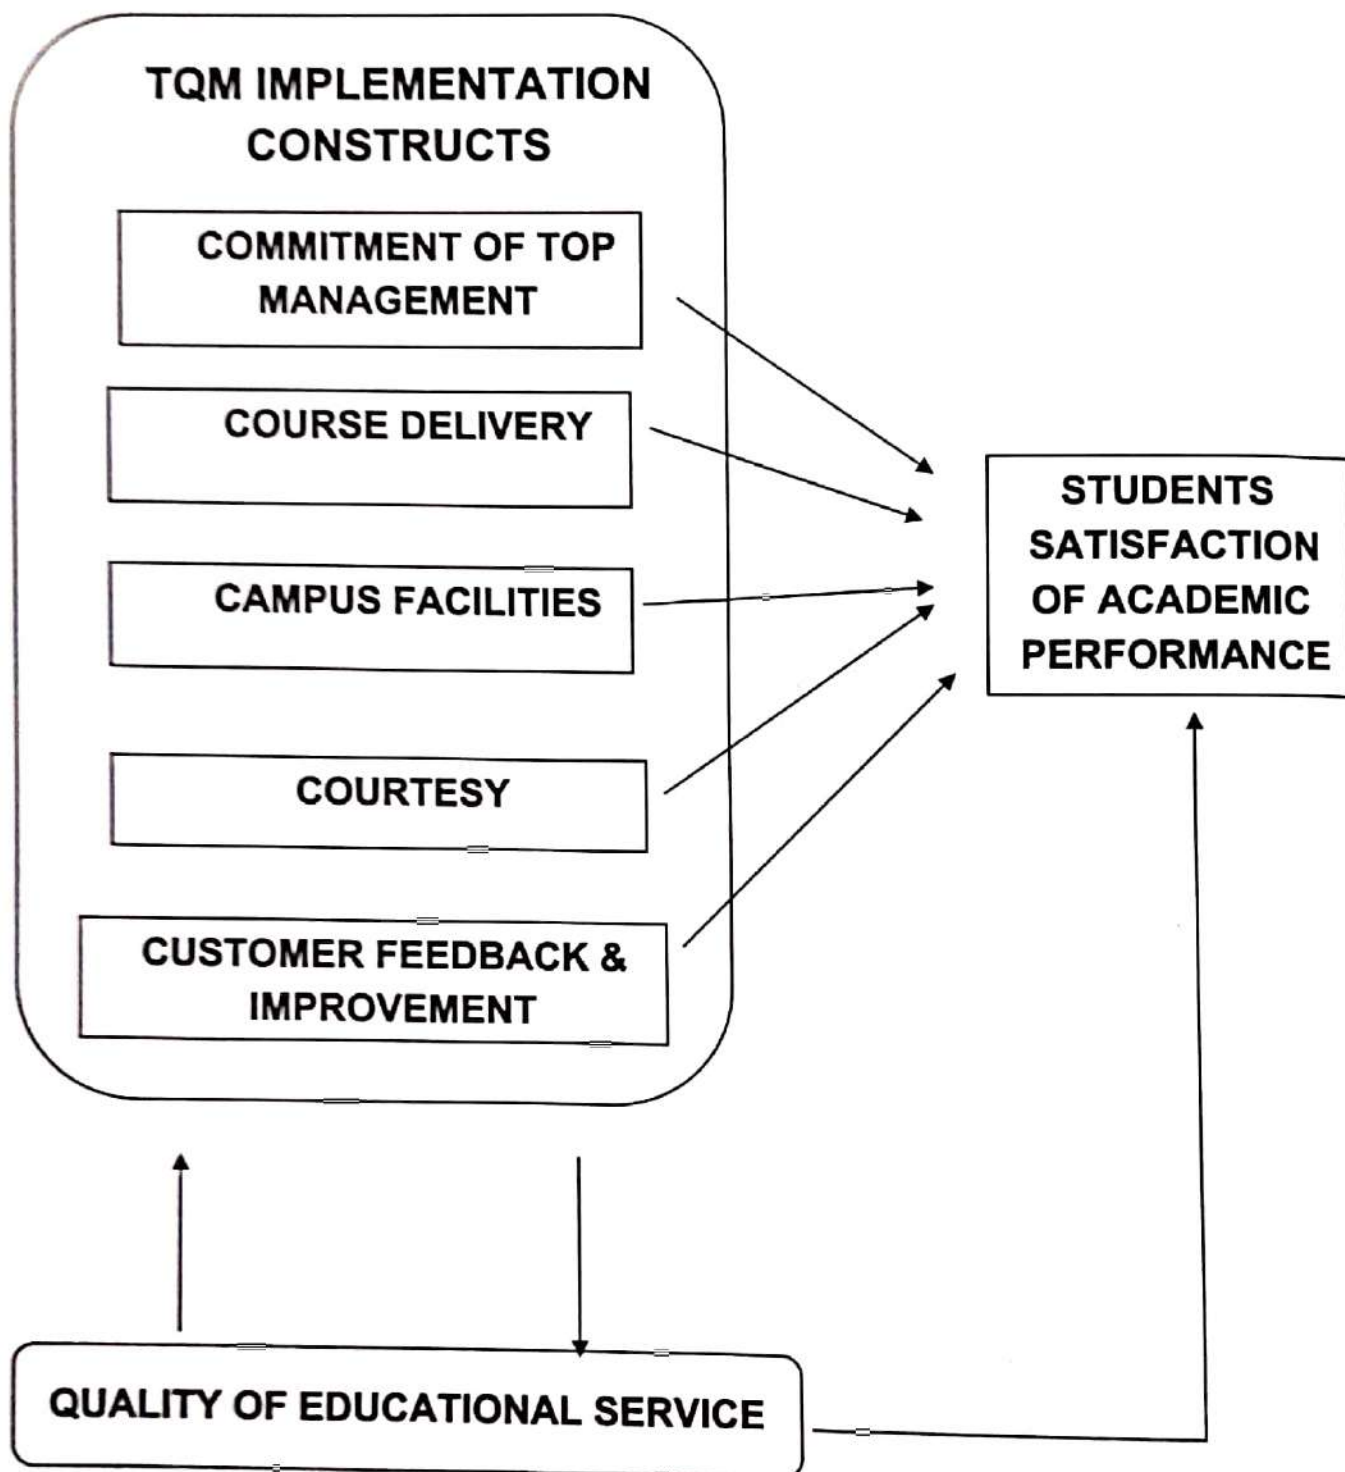 TQM IMPLEMENTATION
CONSTRUCTS
COMMITMENT OF TOP
MANAGEMENT
COURSE DELIVERY
CAMPUS FACILITIES
COURTESY
CUSTOMER FEEDBACK &
IMPROVEMENT
STUDENTS
SATISFACTION
OF ACADEMIC
PERFORMANCE
QUALITY OF EDUCATIONAL SERVICE